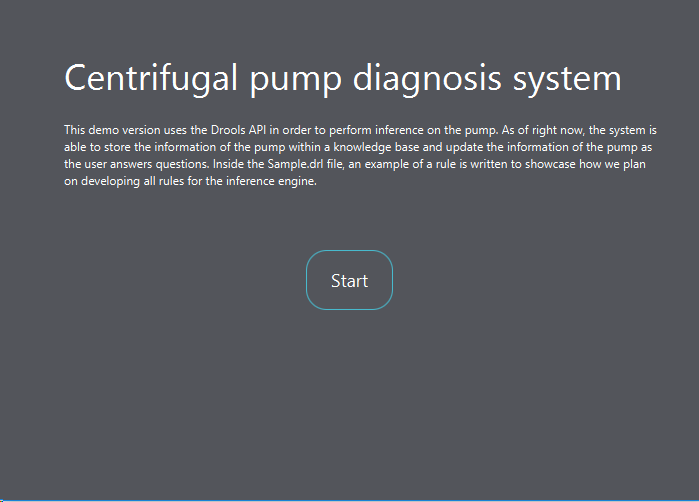 Centrifugal pump diagnosis system
This demo version uses the Drools API in order to perform inference on the pump. As of right now, the system is
able to store the information of the pump within a knowledge base and update the information of the pump as
the user answers questions. Inside the Sample.drl file, an example of a rule is written to showcase how we plan
on developing all rules for the inference engine.
Start